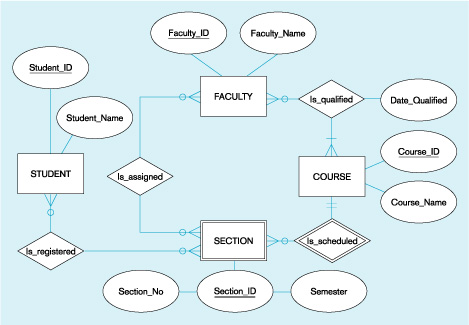 Faculty_ID
Faculty_Name
Student_ID
FACULTY
Is_qualified
Date_Qualified
Student_Name
Course_ID
STUDENT
Is_assigned
COURSE
Course_Name
Is_registered
SECTION
Is_scheduled
Section_No
Section_ID
Semester